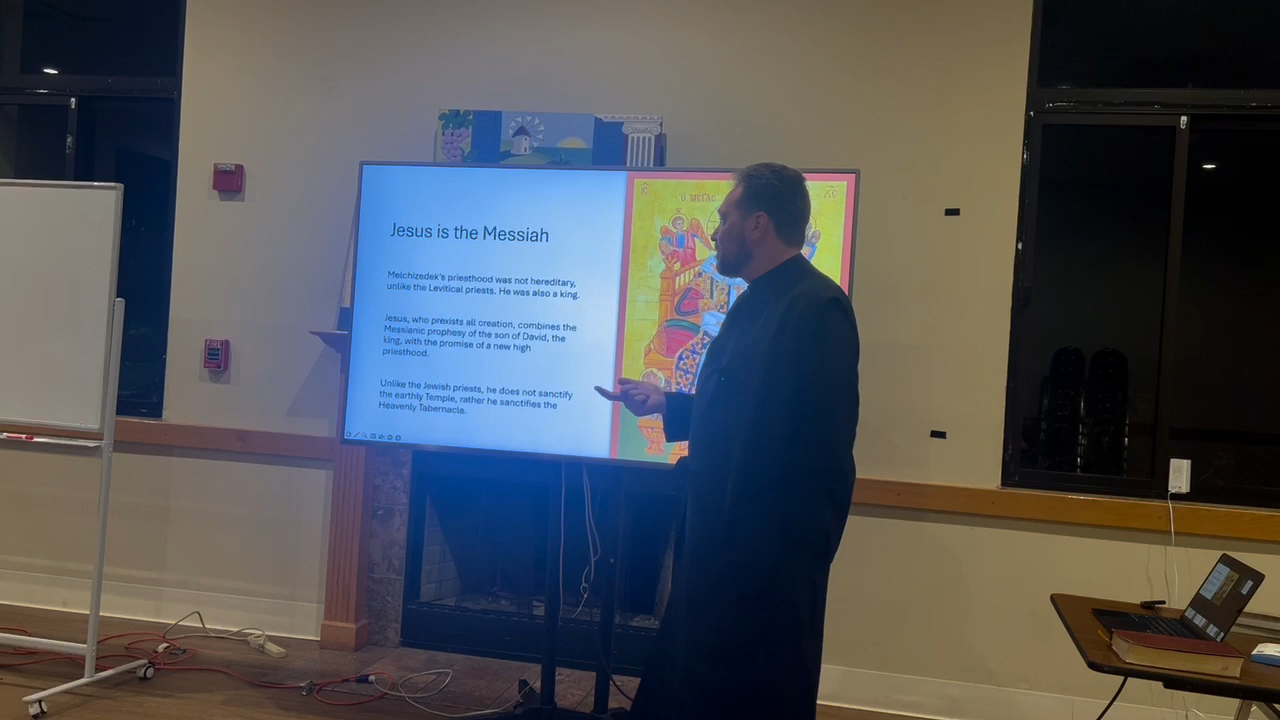 Jesus is the Messiah
Melchizedek's priesthood was not hereditary,
unlike the Levitical priests. He was also a king.
Jesus, who prexists all creation, combines the
Messianic prophesy of the son of David, the
king, with the promise of a new high
priesthood.
Unlike the Jewish priests, he does not sanctify
the earthly Temple, rather he sanctifies the
Heavenly Tabernacle.
Ο ΜΕΓΑC
ΧC
FIRE